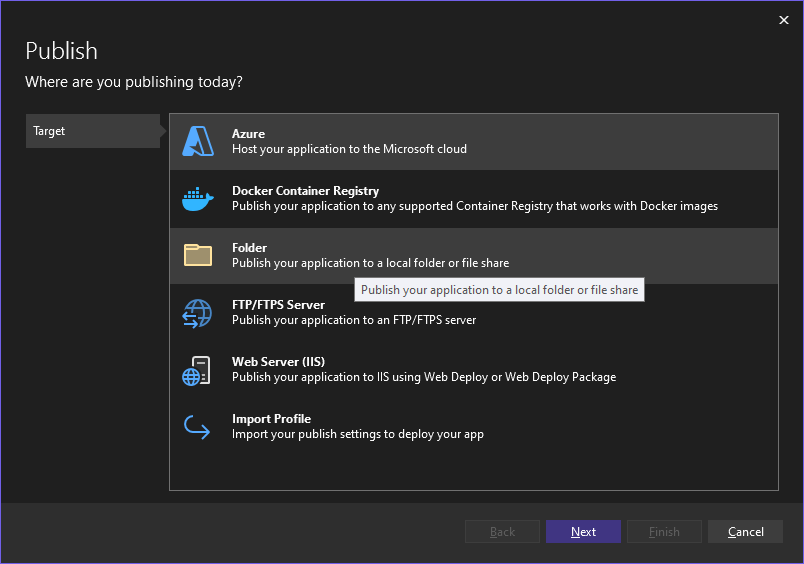 Publish
Where are you publishing today?
Target
Azure
Host your application to the Microsoft cloud
Docker Container Registry
Publish your application to any supported Container Registry that works with Docker images
Folder
Publish your application to a local folder or file share
Publish your application to a local folder or file share
FTP/FTPS Server
Publish your application to an FTP/FTPS server
Web Server (IIS)
Publish your application to IIS using Web Deploy or Web Deploy Package
Import Profile
Import your publish settings to deploy your app
Back
Next
Finish
Cancel